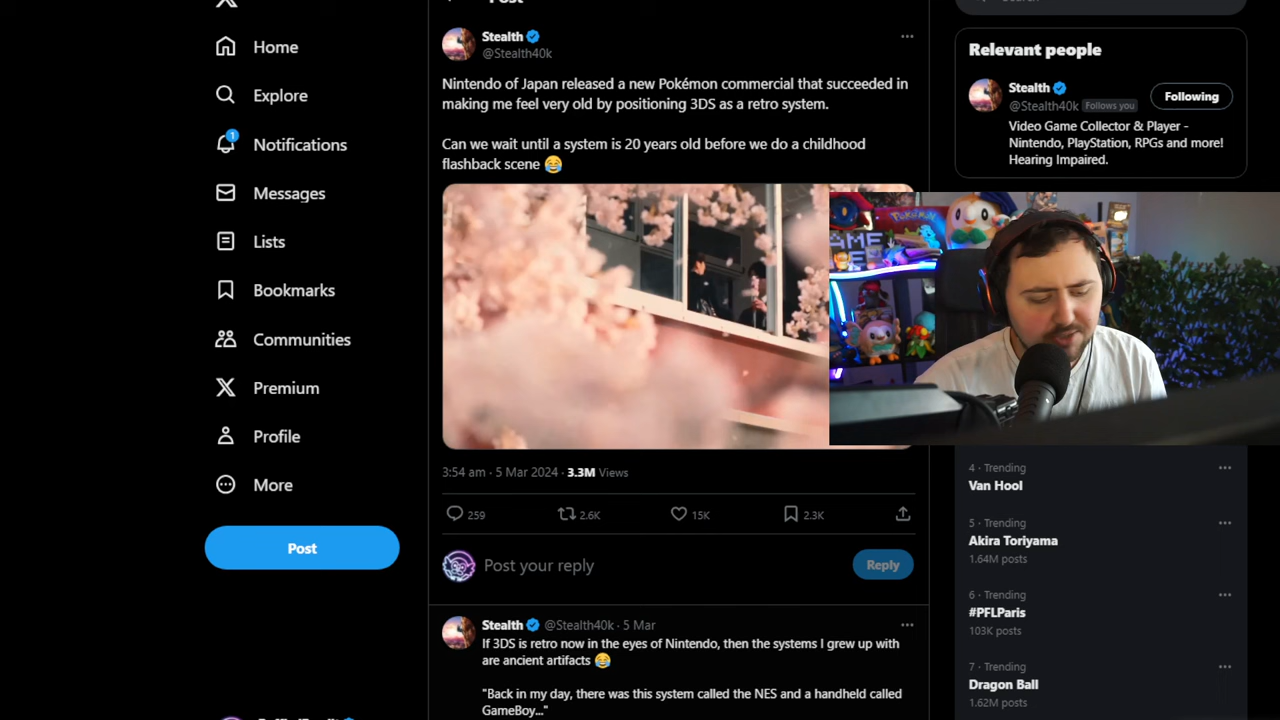 Post
Home
Explore
1
Notifications
Messages
Lists
Bookmarks
Communities
Premium
Profile
More
Post
Stealth
@Stealth40k
Nintendo of Japan released a new Pokémon commercial that succeeded in
making me feel very old by positioning 3DS as a retro system.
Can we wait until a system is 20 years old before we do a childhood
flashback scene 😂
3:54 am · 5 Mar 2024 · 3.3M Views
259
2.6K
15K
2.3K
Post your reply
Reply
Stealth @Stealth40k · 5 Mar
If 3DS is retro now in the eyes of Nintendo, then the systems I grew up with
are ancient artifacts 😂
"Back in my day, there was this system called the NES and a handheld called
GameBoy..."
Relevant people
Stealth
@Stealth40k Follows you
Following
Video Game Collector & Player -
Nintendo, PlayStation, RPGs and more!
Hearing Impaired.
POKéMON
GAME
4 · Trending
Van Hool
5 · Trending
Akira Toriyama
1.64M posts
6 · Trending
#PFLParis
103K posts
7 · Trending
Dragon Ball
1.62M posts